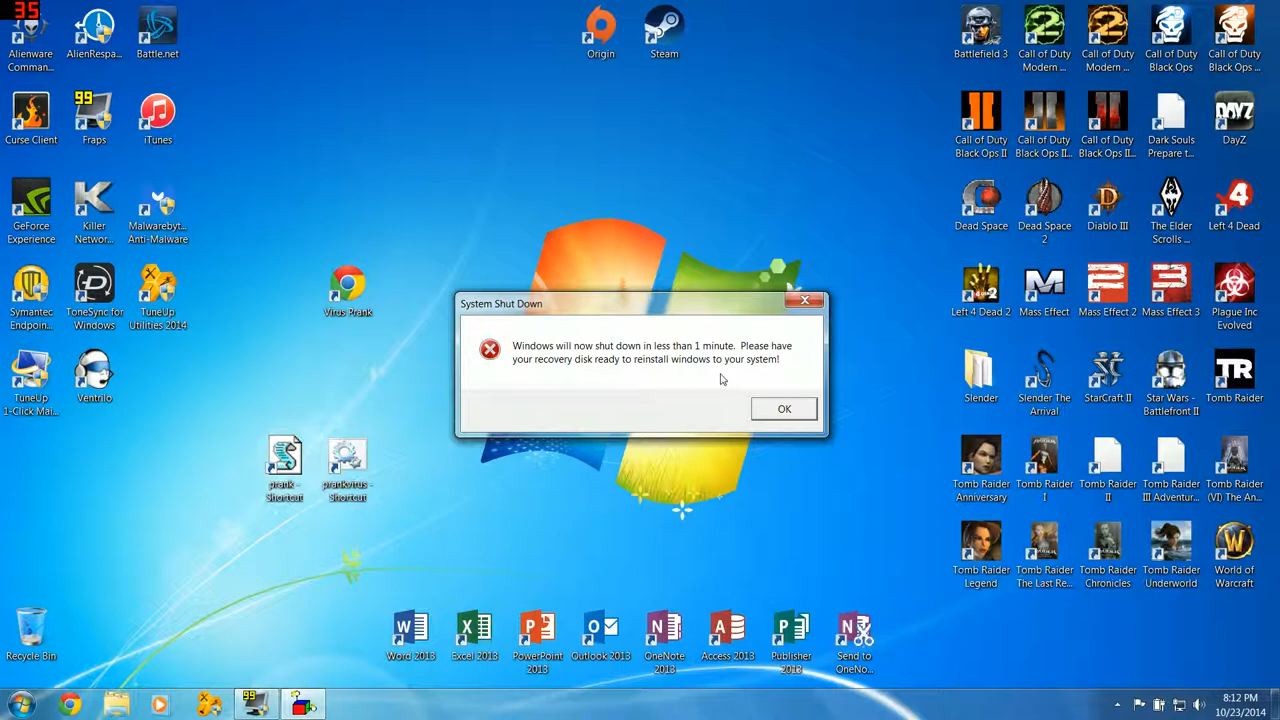 35
Alienware
Comman...
AlienRespa...
Battle.net
Origin
Steam
Battlefield 3
Call of Duty
Modern ...
Call of Duty
Modern ...
Call of Duty
Black Ops
Call of Duty
Black Ops ...
99
Curse Client
Fraps
iTunes
Call of Duty
Black Ops II
Call of Duty
Black Ops II...
Call of Duty
Black Ops II...
Dark Souls
Prepare t...
DAYZ
DayZ
GeForce
Experience
Killer
Networ...
Malwarebyt...
Anti-Malware
Dead Space
Dead Space
2
Diablo III
The Elder
Scrolls ...
Left 4 Dead
Symantec
Endpoin...
ToneSync for
Windows
TuneUp
Utilities 2014
Virus Prank
Left 4 Dead 2
Mass Effect
Mass Effect 2
Mass Effect 3
Plague Inc
Evolved
System Shut Down
Windows will now shut down in less than 1 minute. Please have
your recovery disk ready to reinstall windows to your system!
OK
TuneUp
1-Click Mai...
Ventrilo
Slender
Slender The
Arrival
StarCraft II
Star Wars -
Battlefront II
TR
Tomb Raider
prank -
Shortcut
prankvirus -
Shortcut
Tomb Raider
Anniversary
Tomb Raider
I
Tomb Raider
II
Tomb Raider
III Adventur...
Tomb Raider
(VI) The An...
Tomb Raider
Legend
Tomb Raider
The Last Re...
Tomb Raider
Chronicles
Tomb Raider
Underworld
World of
Warcraft
Recycle Bin
Word 2013
Excel 2013
PowerPoint
2013
Outlook 2013
OneNote
2013
Access 2013
Publisher
2013
Send to
OneNo...
99
8:12 PM
10/23/2014